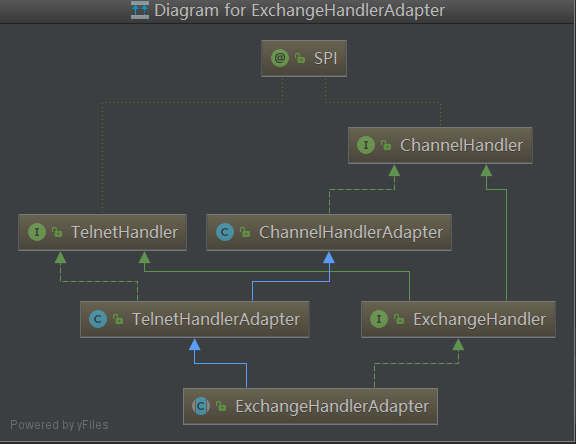 Diagram for ExchangeHandlerAdapter
@ SPI
I ChannelHandler
I TelnetHandler
C ChannelHandlerAdapter
C TelnetHandlerAdapter
I ExchangeHandler
C ExchangeHandlerAdapter
Powered by yFiles